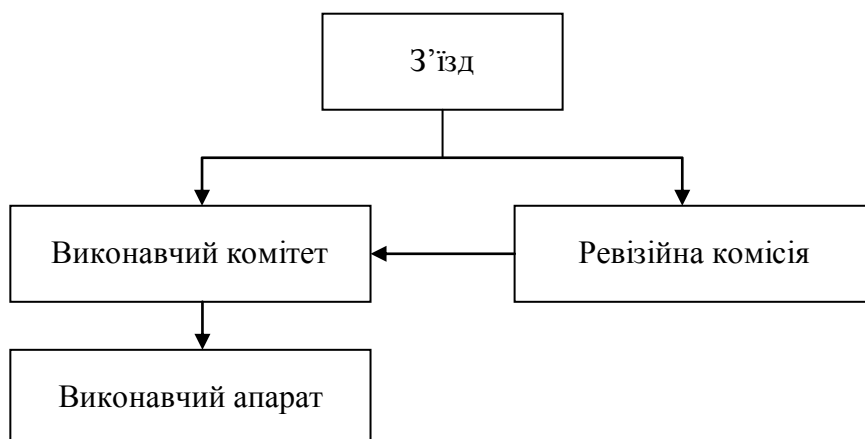 З’їзд
Виконавчий комітет
Ревізійна комісія
Виконавчий апарат